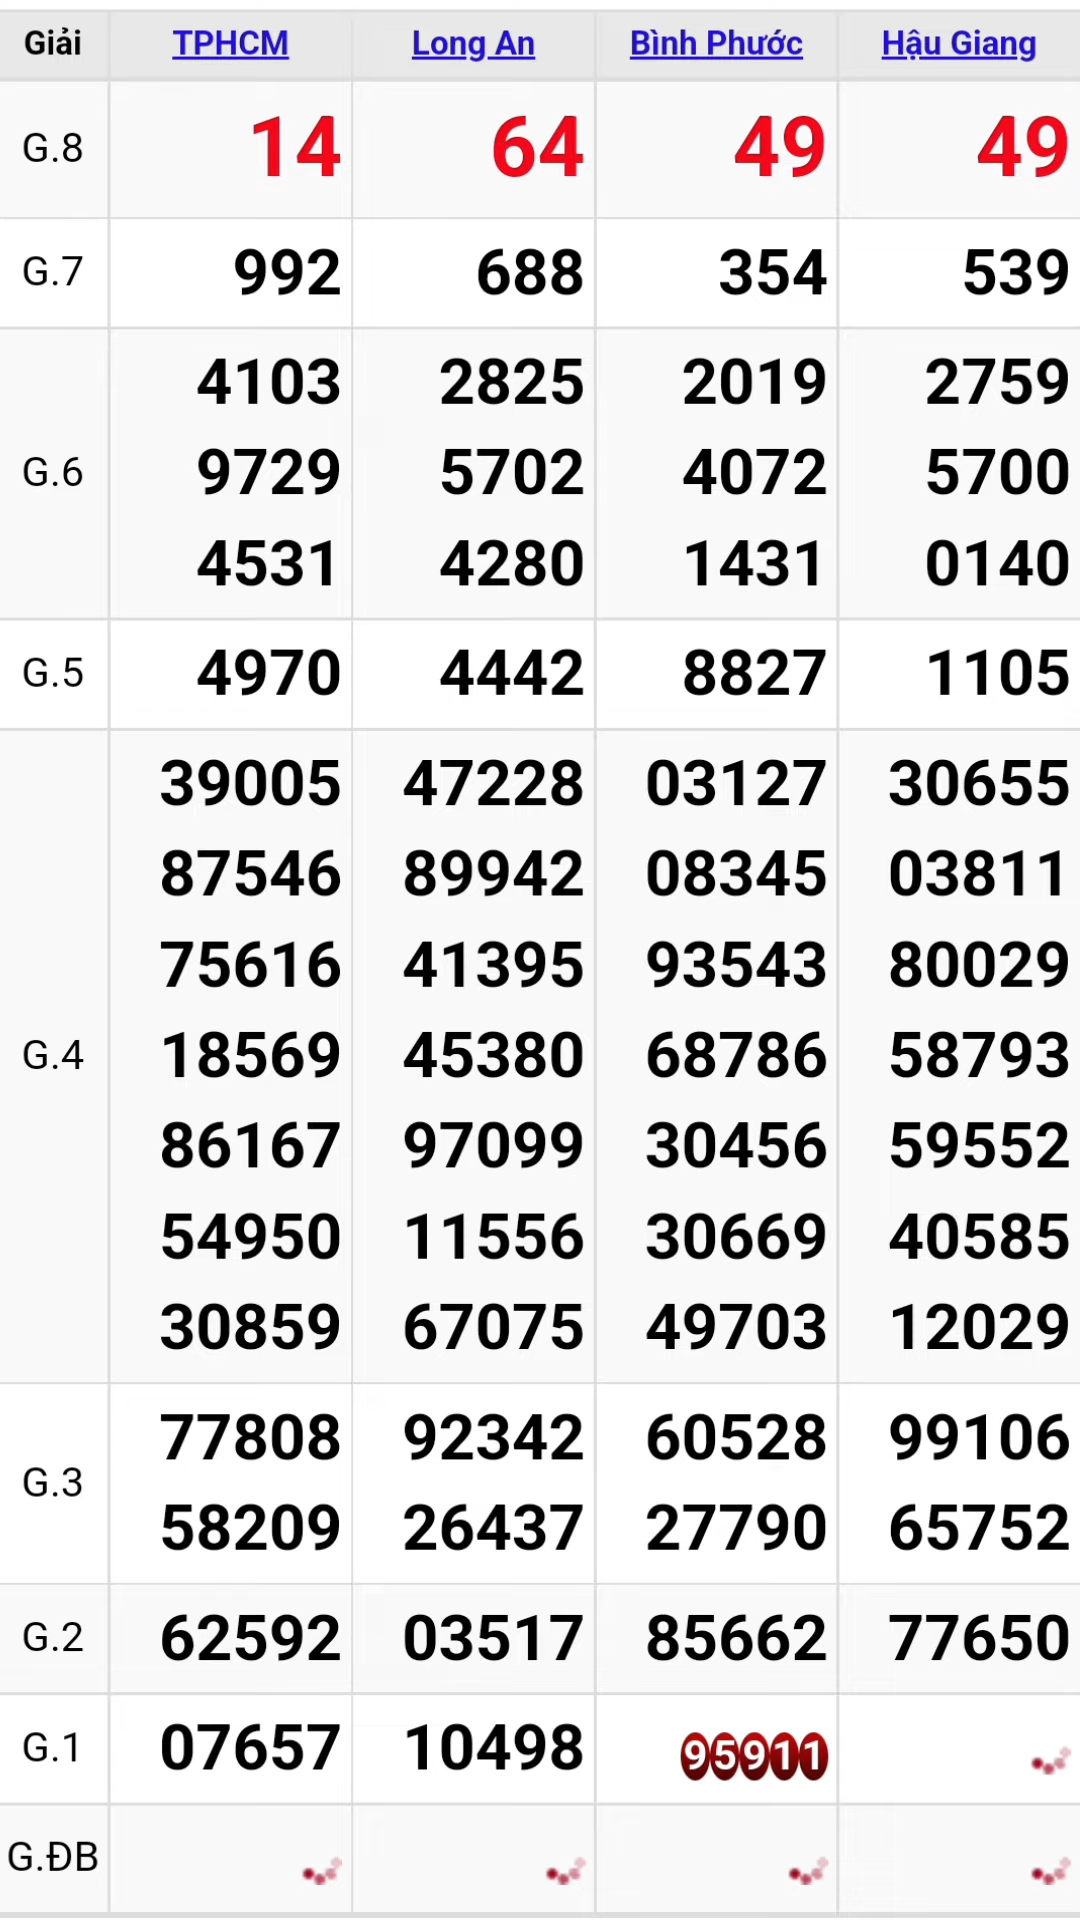 Giải TPHCM Long An Bình Phước Hậu Giang
G.8 14 64 49 49
G.7 992 688 354 539
4103 2825 2019 2759
G.6 9729 5702 4072 5700
4531 4280 1431 0140
G.5 4970 4442 8827 1105
39005 47228 03127 30655
87546 89942 08345 03811
75616 41395 93543 80029
G.4 18569 45380 68786 58793
86167 97099 30456 59552
54950 11556 30669 40585
30859 67075 49703 12029
77808 92342 60528 99106
G.3
58209 26437 27790 65752
G.2 62592 03517 85662 77650
G.1 07657 10498 95911
G.ĐB